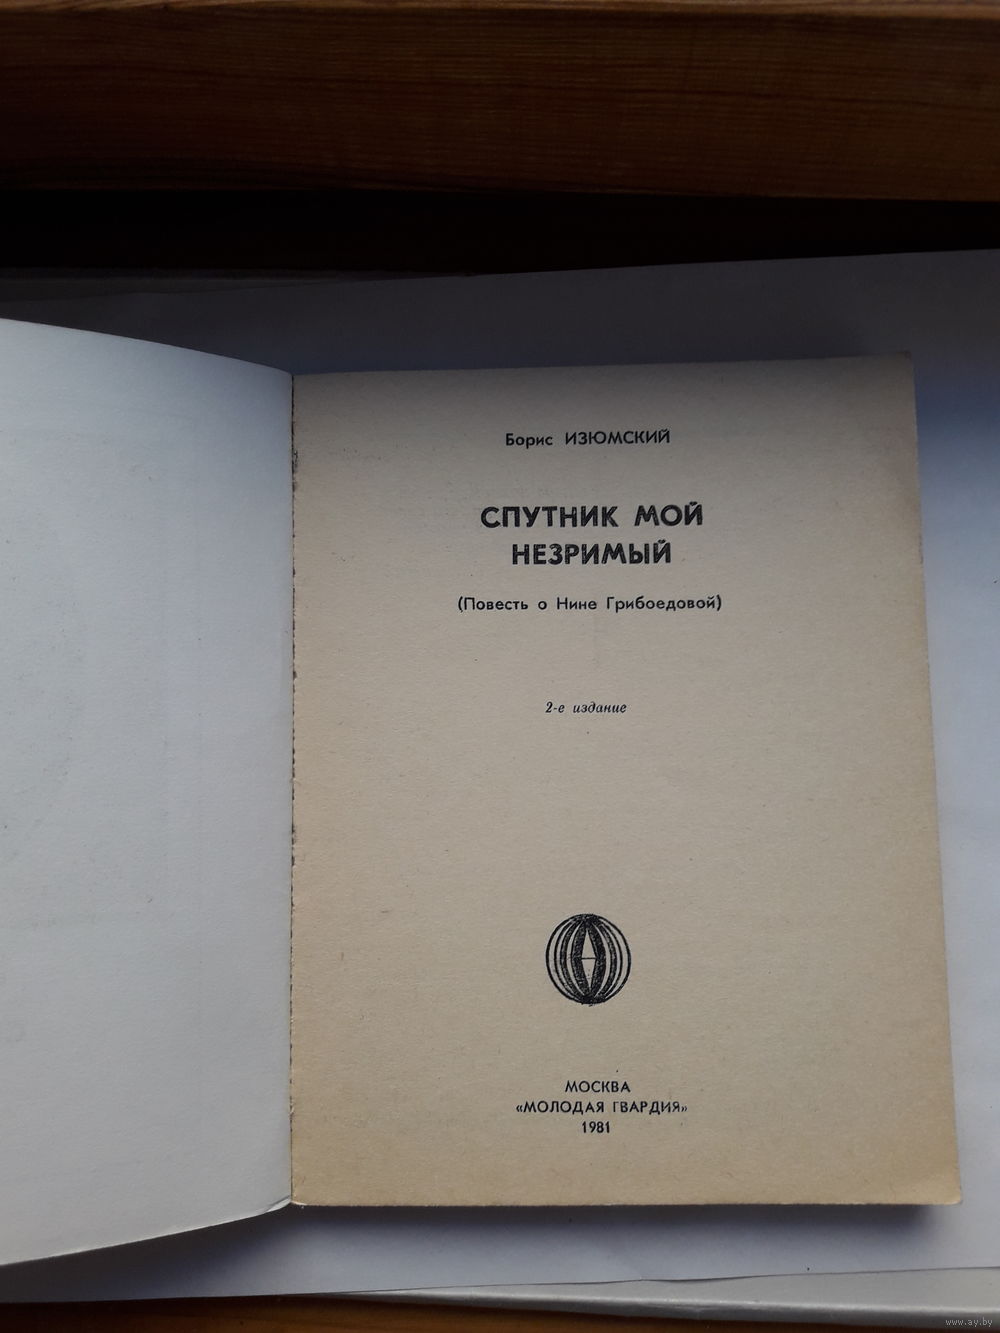 Борис ИЗЮМСКИЙ
СПУТНИК МОЙ
НЕЗРИМЫЙ
(Повесть о Нине Грибоедовой)
2-е издание
МОСКВА
«МОЛОДАЯ ГВАРДИЯ»
1981
www.ay.by